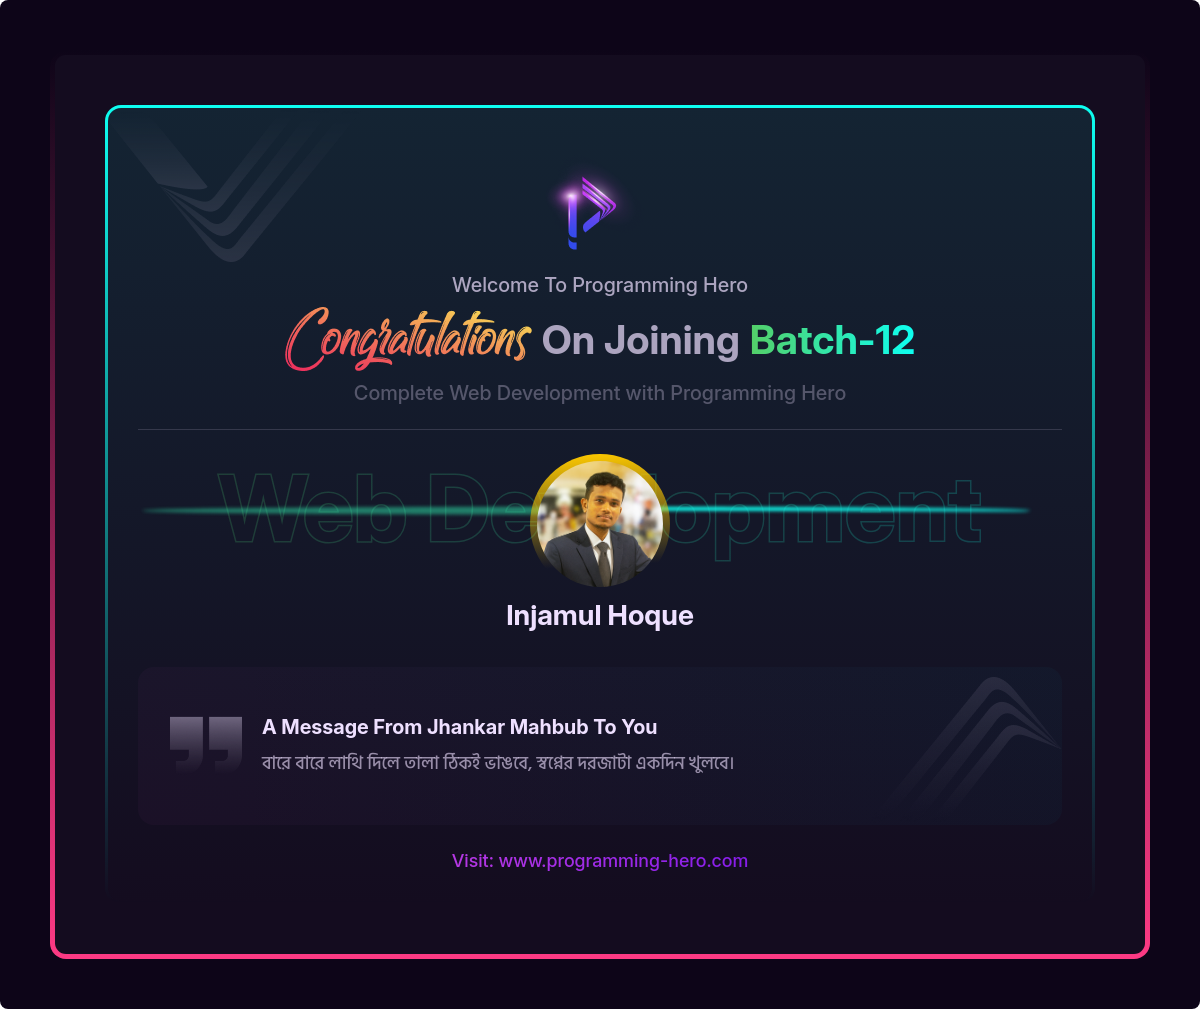 Welcome To Programming Hero
Congratulations On Joining Batch-12
Complete Web Development with Programming Hero
Web Development
Injamul Hoque
A Message From Jhankar Mahbub To You
বারে বারে লাথি দিলে তালা ঠিকই ভাঙবে, স্বপ্নের দরজাটা একদিন খুলবে।
Visit: www.programming-hero.com